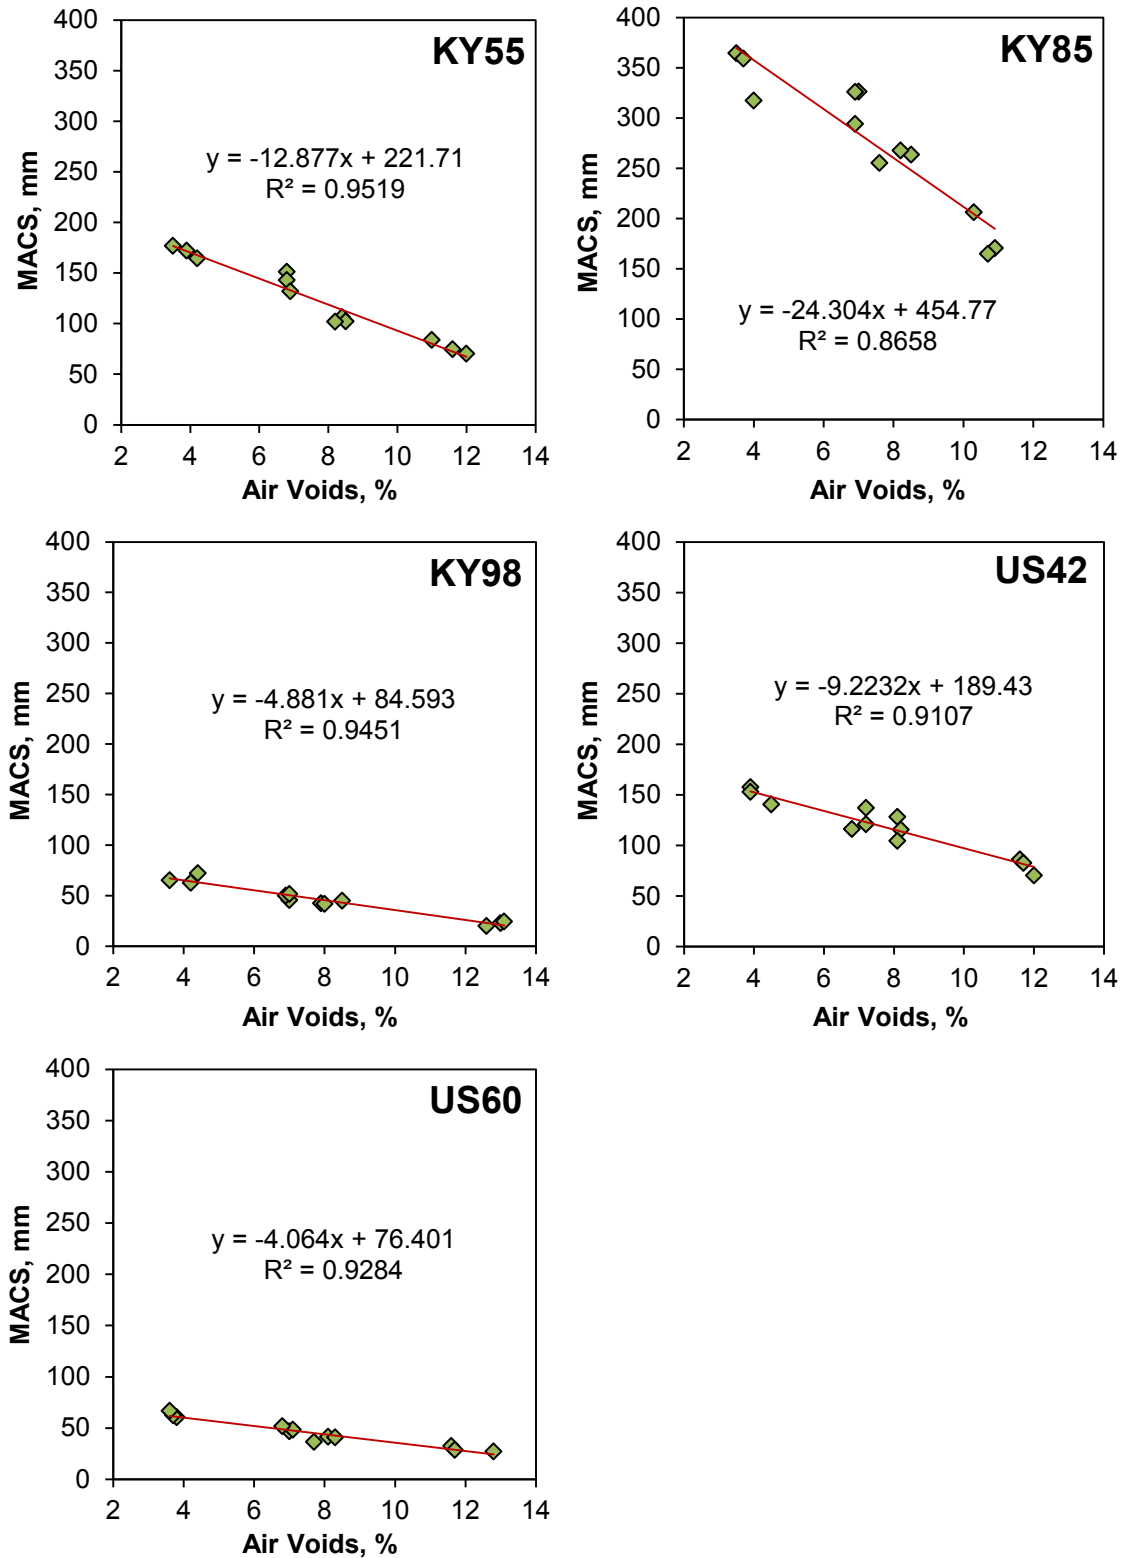 KY55
400
350
300
250
200
150
100
50
0
MACS, mm
y = -12.877x + 221.71
R² = 0.9519
2 4 6 8 10 12 14
Air Voids, %
KY85
400
350
300
250
200
150
100
50
0
MACS, mm
y = -24.304x + 454.77
R² = 0.8658
2 4 6 8 10 12 14
Air Voids, %
KY98
400
350
300
250
200
150
100
50
0
MACS, mm
y = -4.881x + 84.593
R² = 0.9451
2 4 6 8 10 12 14
Air Voids, %
US42
400
350
300
250
200
150
100
50
0
MACS, mm
y = -9.2232x + 189.43
R² = 0.9107
2 4 6 8 10 12 14
Air Voids, %
US60
400
350
300
250
200
150
100
50
0
MACS, mm
y = -4.064x + 76.401
R² = 0.9284
2 4 6 8 10 12 14
Air Voids, %